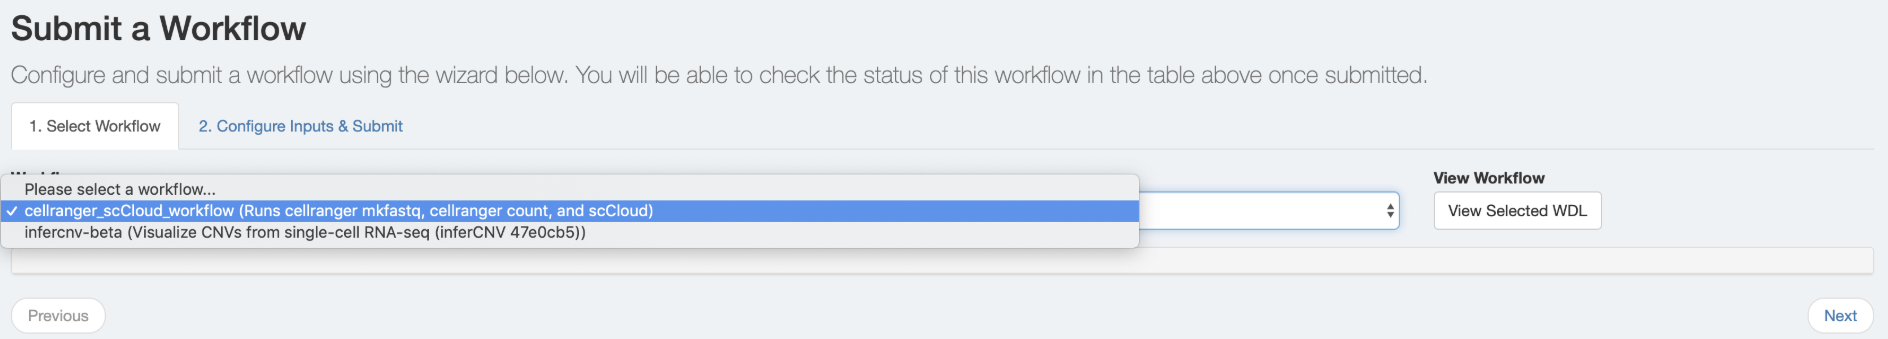 Submit a Workflow
Configure and submit a workflow using the wizard below. You will be able to check the status of this workflow in the table above once submitted.
1. Select Workflow
2. Configure Inputs & Submit
Please select a workflow...
✓ cellranger_scCloud_workflow (Runs cellranger mkfastq, cellranger count, and scCloud)
infercnv-beta (Visualize CNVs from single-cell RNA-seq (inferCNV 47e0cb5))
View Workflow
View Selected WDL
Previous
Next